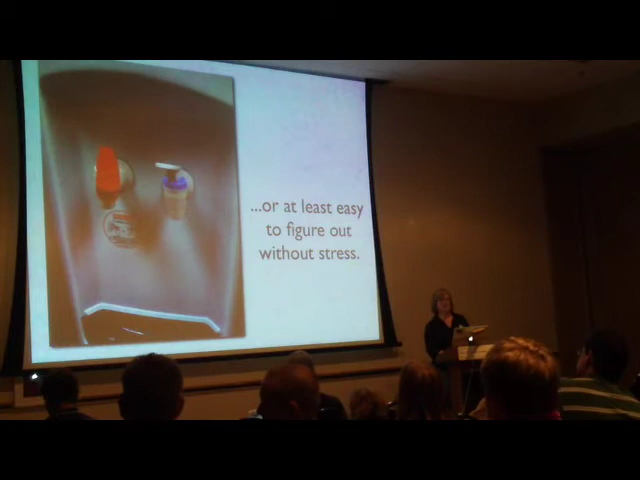 ...or at least easy
to figure out
without stress.